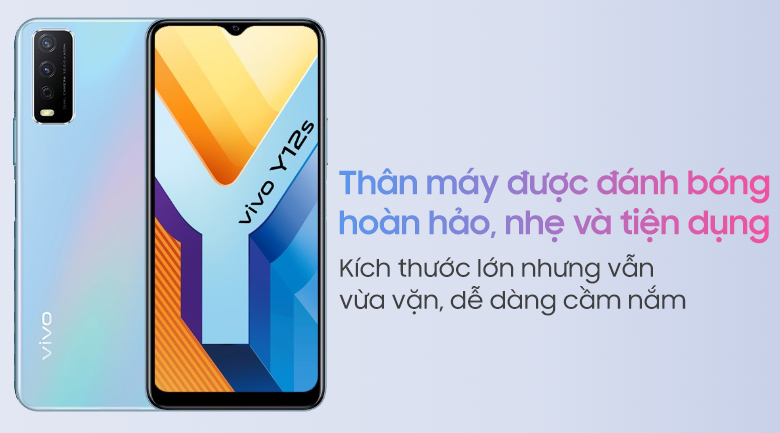 vivo Y12s
vivo
Thân máy được đánh bóng
hoàn hảo, nhẹ và tiện dụng
Kích thước lớn nhưng vẫn
vừa vặn, dễ dàng cầm nắm